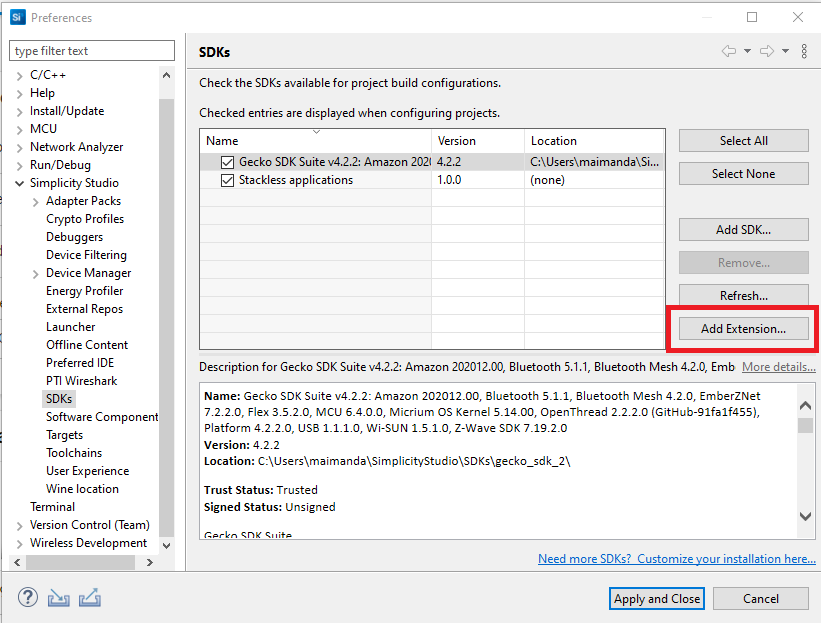 Si Preferences
type filter text
C/C++
Help
Install/Update
MCU
Network Analyzer
Run/Debug
Simplicity Studio
Adapter Packs
Crypto Profiles
Debuggers
Device Filtering
Device Manager
Energy Profiler
External Repos
Launcher
Offline Content
Preferred IDE
PTI Wireshark
SDKs
Software Component
Targets
Toolchains
User Experience
Wine location
Terminal
Version Control (Team)
Wireless Development
SDKs
Check the SDKs available for project build configurations.
Checked entries are displayed when configuring projects.
Name Version Location
Gecko SDK Suite v4.2.2: Amazon 202 4.2.2 C:\Users\maimanda\Si...
Stackless applications 1.0.0 (none)
Select All
Select None
Add SDK...
Remove...
Refresh...
Add Extension...
Description for Gecko SDK Suite v4.2.2: Amazon 202012.00, Bluetooth 5.1.1, Bluetooth Mesh 4.2.0, Emb More details...
Name: Gecko SDK Suite v4.2.2: Amazon 202012.00, Bluetooth 5.1.1, Bluetooth Mesh 4.2.0, EmberZNet
7.2.2.0, Flex 3.5.2.0, MCU 6.4.0.0, Micrium OS Kernel 5.14.00, OpenThread 2.2.2.0 (GitHub-91fa1f455),
Platform 4.2.2.0, USB 1.1.1.0, Wi-SUN 1.5.1.0, Z-Wave SDK 7.19.2.0
Version: 4.2.2
Location: C:\Users\maimanda\SimplicityStudio\SDKs\gecko_sdk_2\
Trust Status: Trusted
Signed Status: Unsigned
Gecko SDK Suite
Need more SDKs? Customize your installation here...
?
Apply and Close
Cancel